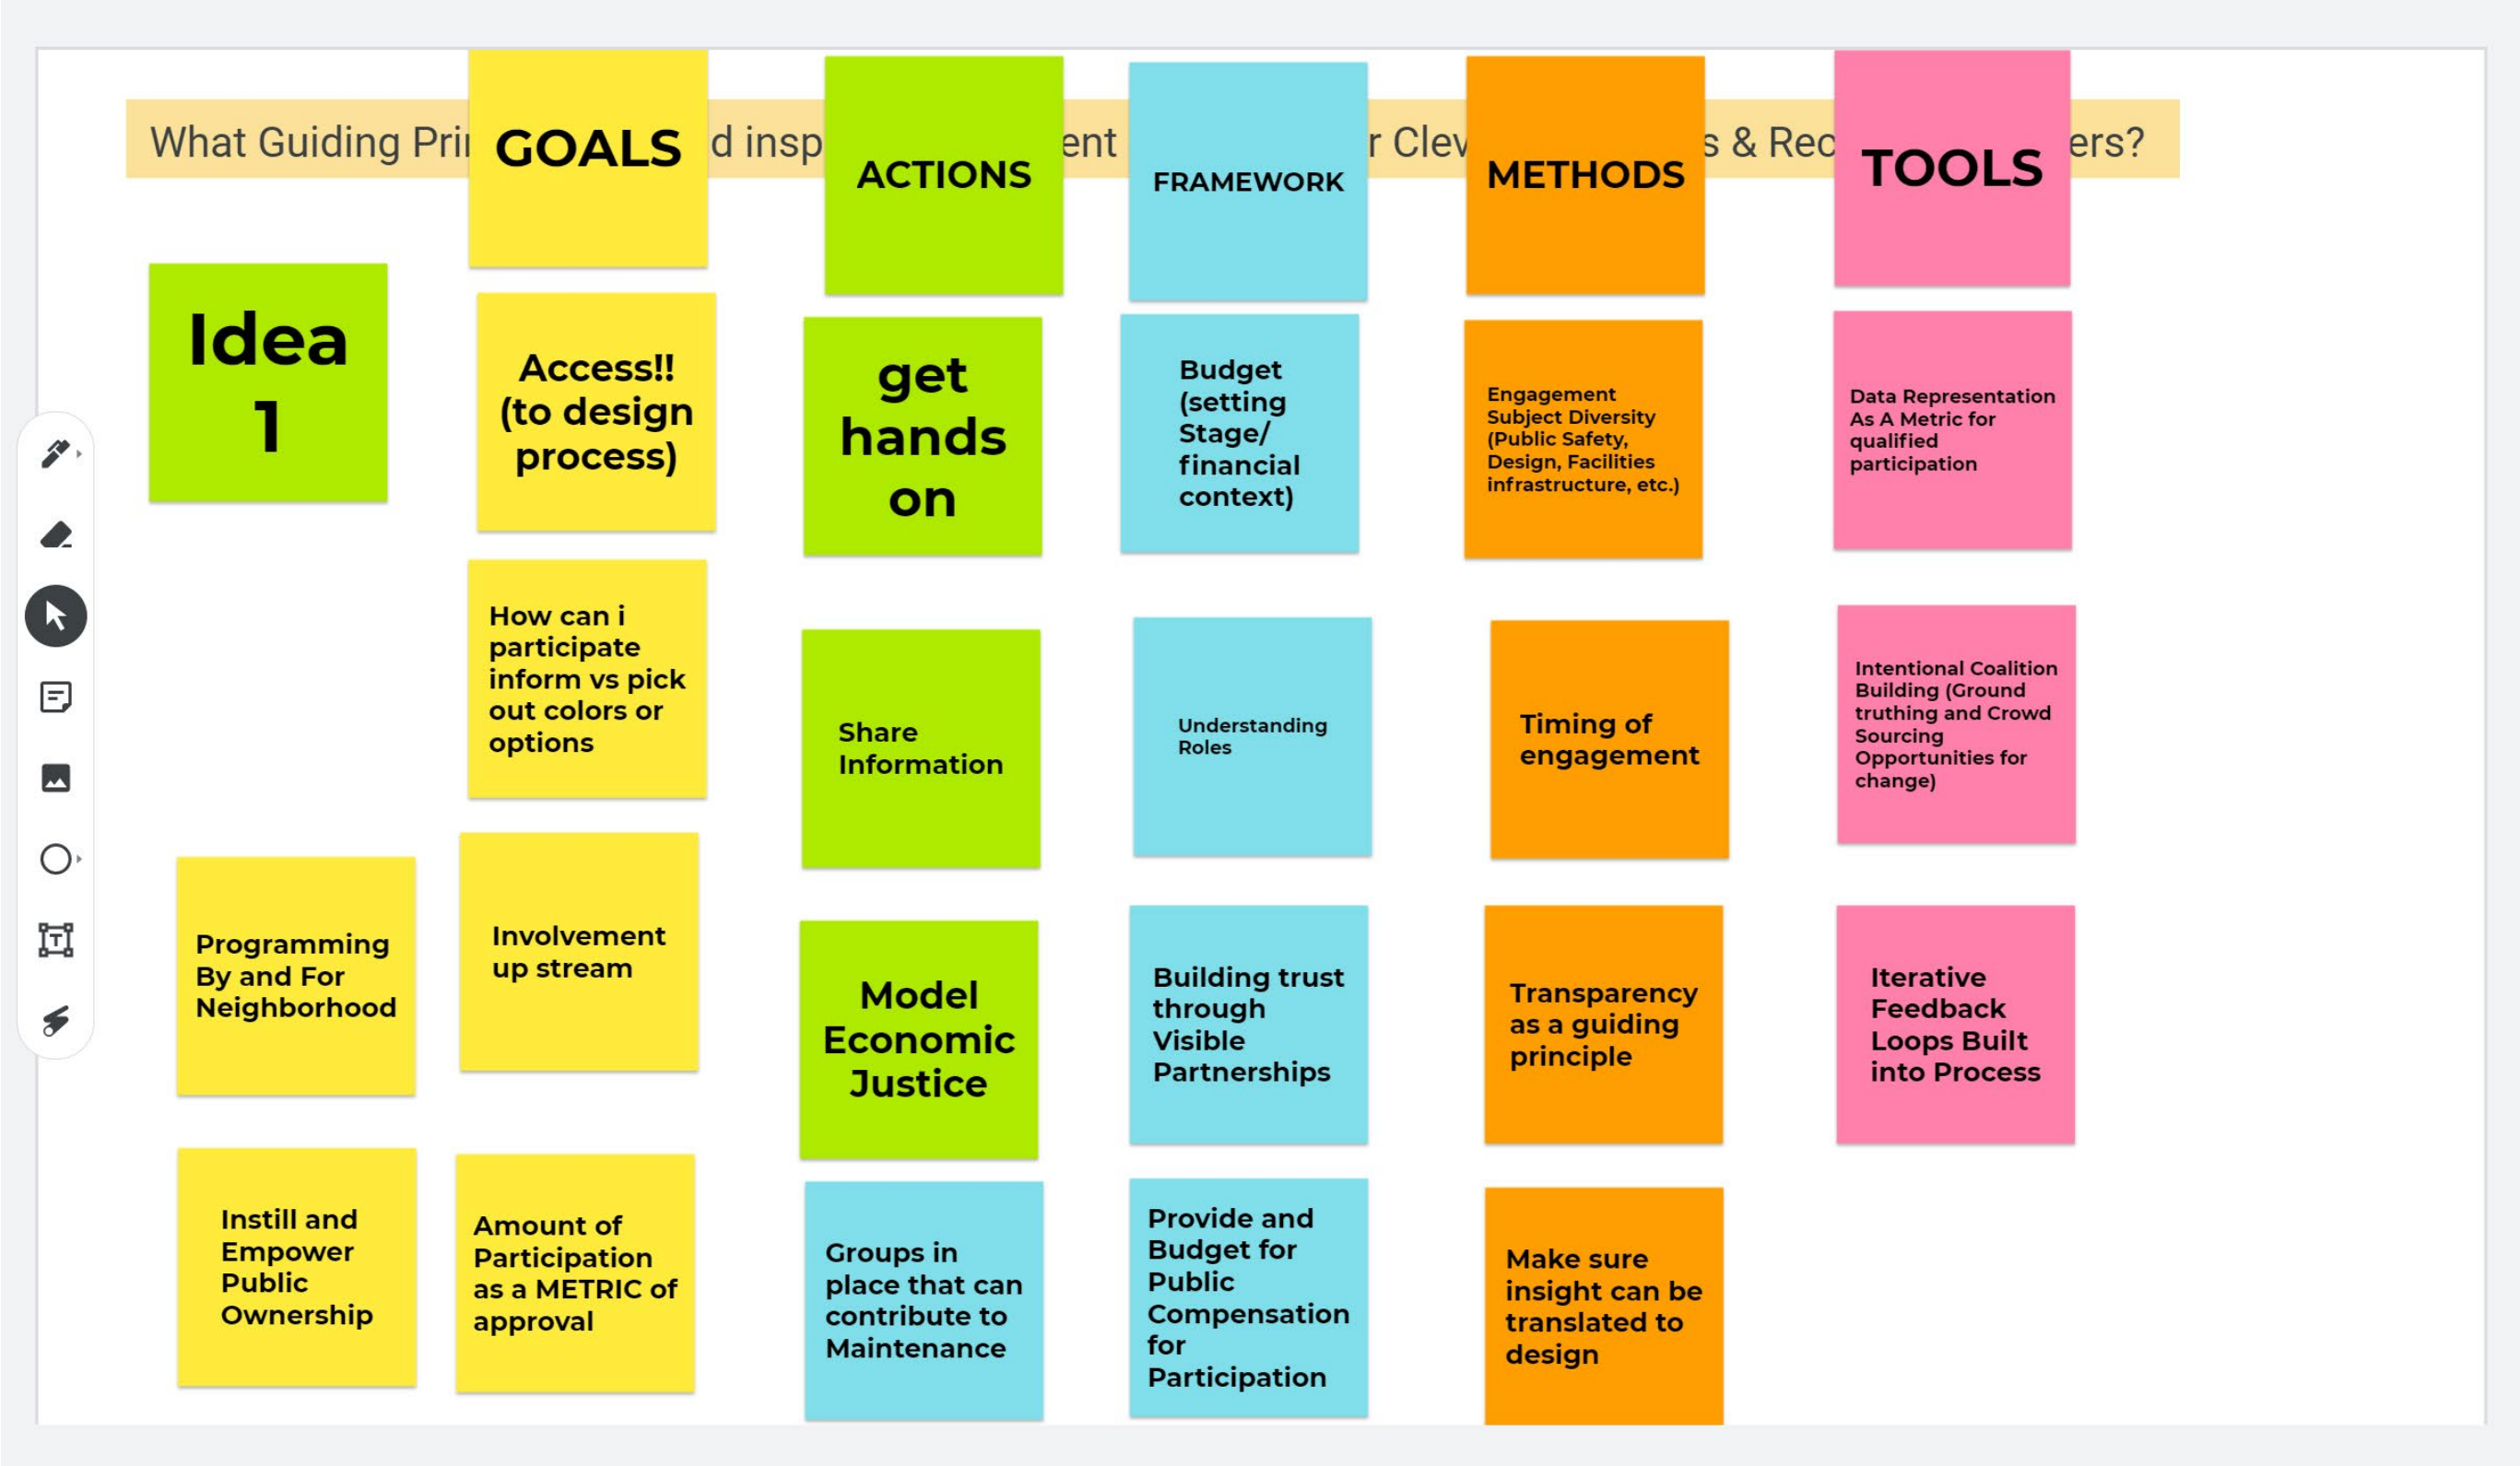 What Guiding Pri
d insp
ent
r Clev
s & Rec
ers?
GOALS
ACTIONS
FRAMEWORK
METHODS
TOOLS
Idea
1
Access!!
(to design
process)
get
hands
on
Budget
(setting
Stage/
financial
context)
Engagement
Subject Diversity
(Public Safety,
Design, Facilities
infrastructure, etc.)
Data Representation
As A Metric for
qualified
participation
How can i
participate
inform vs pick
out colors or
options
Share
Information
Understanding
Roles
Timing of
engagement
Intentional Coalition
Building (Ground
truthing and Crowd
Sourcing
Opportunities for
change)
Programming
By and For
Neighborhood
Involvement
up stream
Model
Economic
Justice
Building trust
through
Visible
Partnerships
Transparency
as a guiding
principle
Iterative
Feedback
Loops Built
into Process
Instill and
Empower
Public
Ownership
Amount of
Participation
as a METRIC of
approval
Groups in
place that can
contribute to
Maintenance
Provide and
Budget for
Public
Compensation
for
Participation
Make sure
insight can be
translated to
design